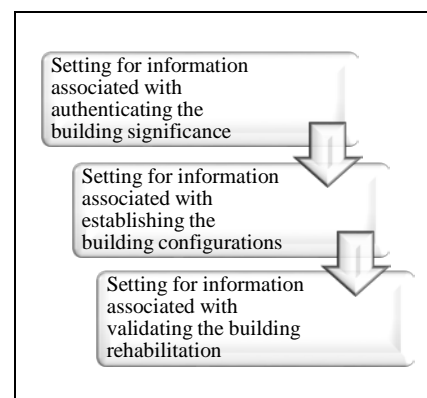 Setting for information
associated with
authenticating the
building significance
Setting for information
associated with
establishing the
building configurations
Setting for information
associated with
validating the building
rehabilitation